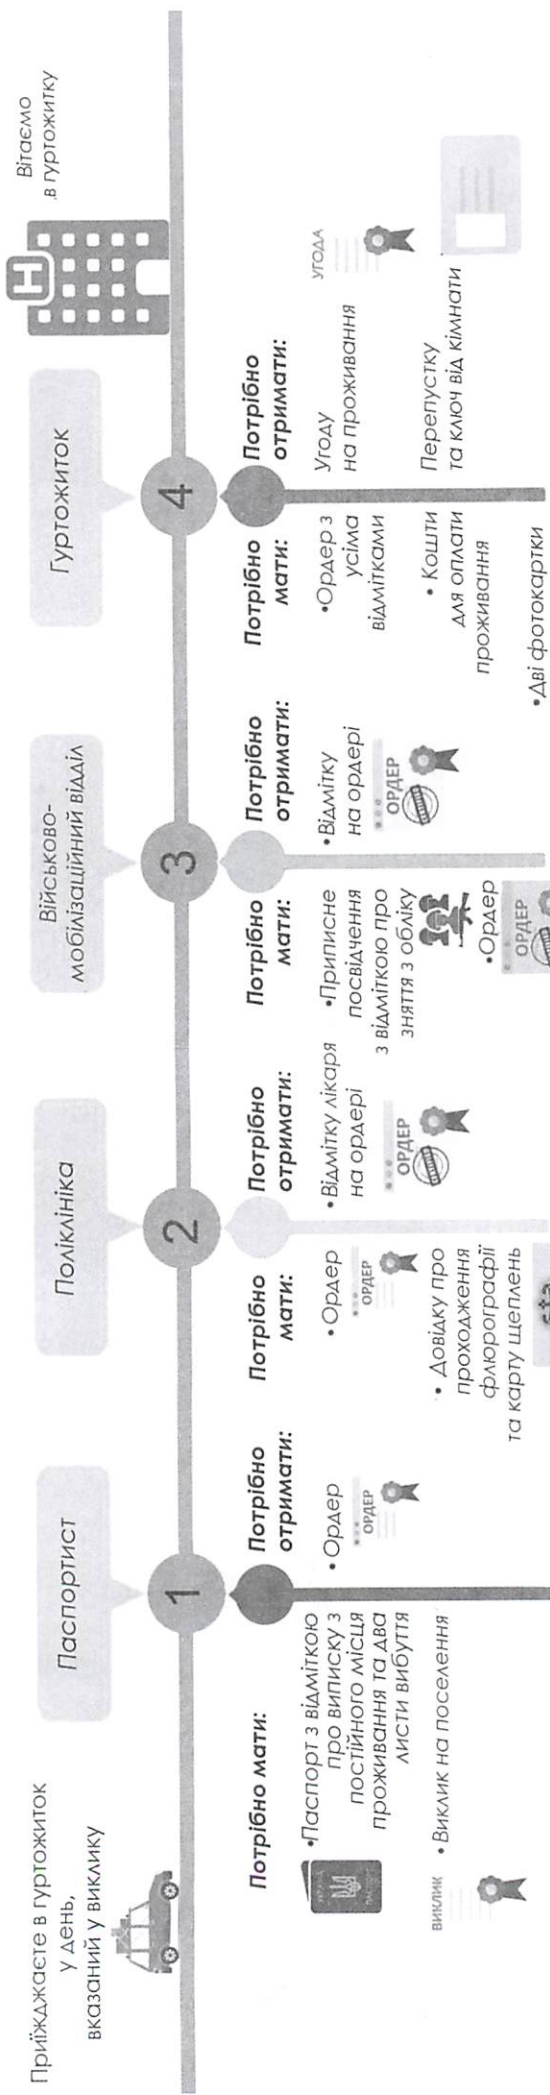 Приїжджаєте в гуртожиток
у день,
вказаний у виклику
Паспортист
1
Потрібно мати:
•Паспорт з відміткою
про виписку з
постійного місця
проживання та два
листи вибуття
ВИКЛИК
• Виклик на поселення
Потрібно
отримати:
• Ордер
ОРДЕР
Поліклініка
2
Потрібно
мати:
• Ордер
ОРДЕР
• Довідку про
проходження
флюрографії
та карту щеплень
Потрібно
отримати:
•Відмітку лікаря
на ордері
ОРДЕР
Військово-
мобілізаційний відділ
3
Потрібно
мати:
•Приписне
посвідчення
з відміткою про
зняття з обліку
•Ордер
ОРДЕР
Потрібно
отримати:
•Відмітку
на ордері
ОРДЕР
Гуртожиток
4
Потрібно
мати:
•Ордер з
усіма
відмітками
• Кошти
для оплати
проживання
•Дві фотокартки
Потрібно
отримати:
Угоду
на проживання
УГОДА
Перепустку
та ключ від кімнати
H
Вітаємо
в гуртожитку